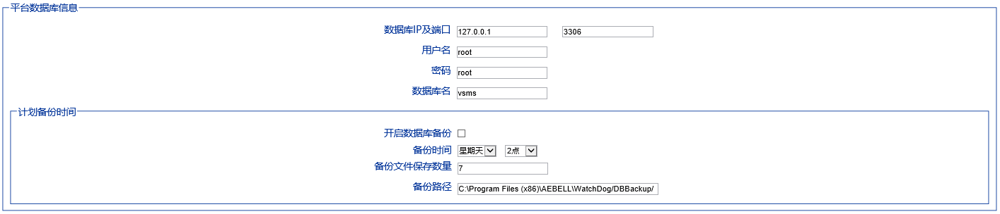 平台数据库信息
数据库IP及端口 127.0.0.1 3306
用户名 root
密码 root
数据库名 vsms
计划备份时间
开启数据库备份
备份时间 星期天 2点
备份文件保存数量 7
备份路径 C:\Program Files (x86)\AEBELL\WatchDog/DBBackup/